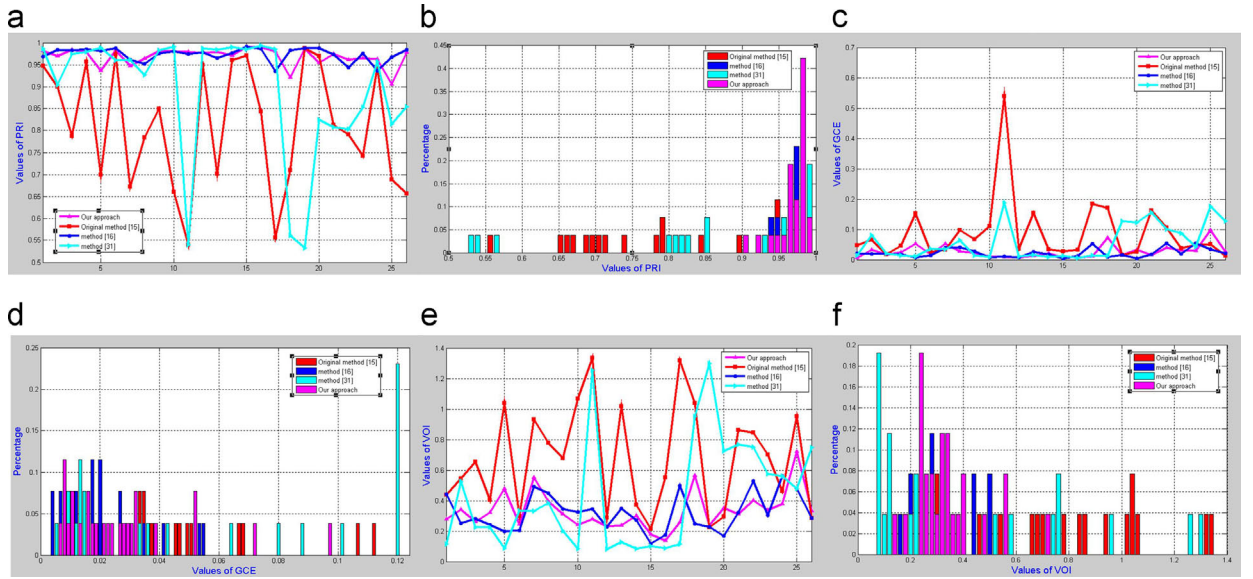 a
1
0.95
0.9
0.85
0.8
0.75
0.7
0.65
0.6
0.55
0.5
5
10
15
20
25
Values of PRI
Our approach
Original method [15]
method [16]
method [31]
b
0.45
0.4
0.35
0.3
0.25
0.2
0.15
0.1
0.05
0
0.5
0.55
0.6
0.65
0.7
0.75
0.8
0.85
0.9
0.95
1
Percentage
Values of PRI
Original method [15]
method [16]
method [31]
Our approach
c
0.7
0.6
0.5
0.4
0.3
0.2
0.1
0
5
10
15
20
25
Values of GCE
Our approach
Original method [15]
method [16]
method [31]
d
0.25
0.2
0.15
0.1
0.05
0
0
0.02
0.04
0.06
0.08
0.1
0.12
Percentage
Values of GCE
Original method [15]
method [16]
method [31]
Our approach
e
1.4
1.2
1
0.8
0.6
0.4
0.2
0
5
10
15
20
25
Values of VOI
Our approach
Original method [15]
method [16]
method [31]
f
0.2
0.18
0.16
0.14
0.12
0.1
0.08
0.06
0.04
0.02
0
0
0.2
0.4
0.6
0.8
1
1.2
1.4
Percentage
Values of VOI
Original method [15]
method [16]
method [31]
Our approach